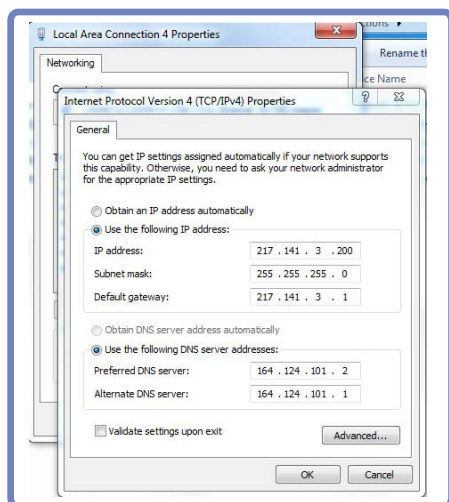 ctions
Local Area Connection 4 Properties
Rename th
Networking
ce Name
Internet Protocol Version 4 (TCP/IPv4) Properties
General
You can get IP settings assigned automatically if your network supports
this capability. Otherwise, you need to ask your network administrator
for the appropriate IP settings.
Obtain an IP address automatically
Use the following IP address:
IP address: 217 . 141 . 3 . 200
Subnet mask: 255 . 255 . 255 . 0
Default gateway: 217 . 141 . 3 . 1
Obtain DNS server address automatically
Use the following DNS server addresses:
Preferred DNS server: 164 . 124 . 101 . 2
Alternate DNS server: 164 . 124 . 101 . 1
Validate settings upon exit
Advanced...
OK Cancel